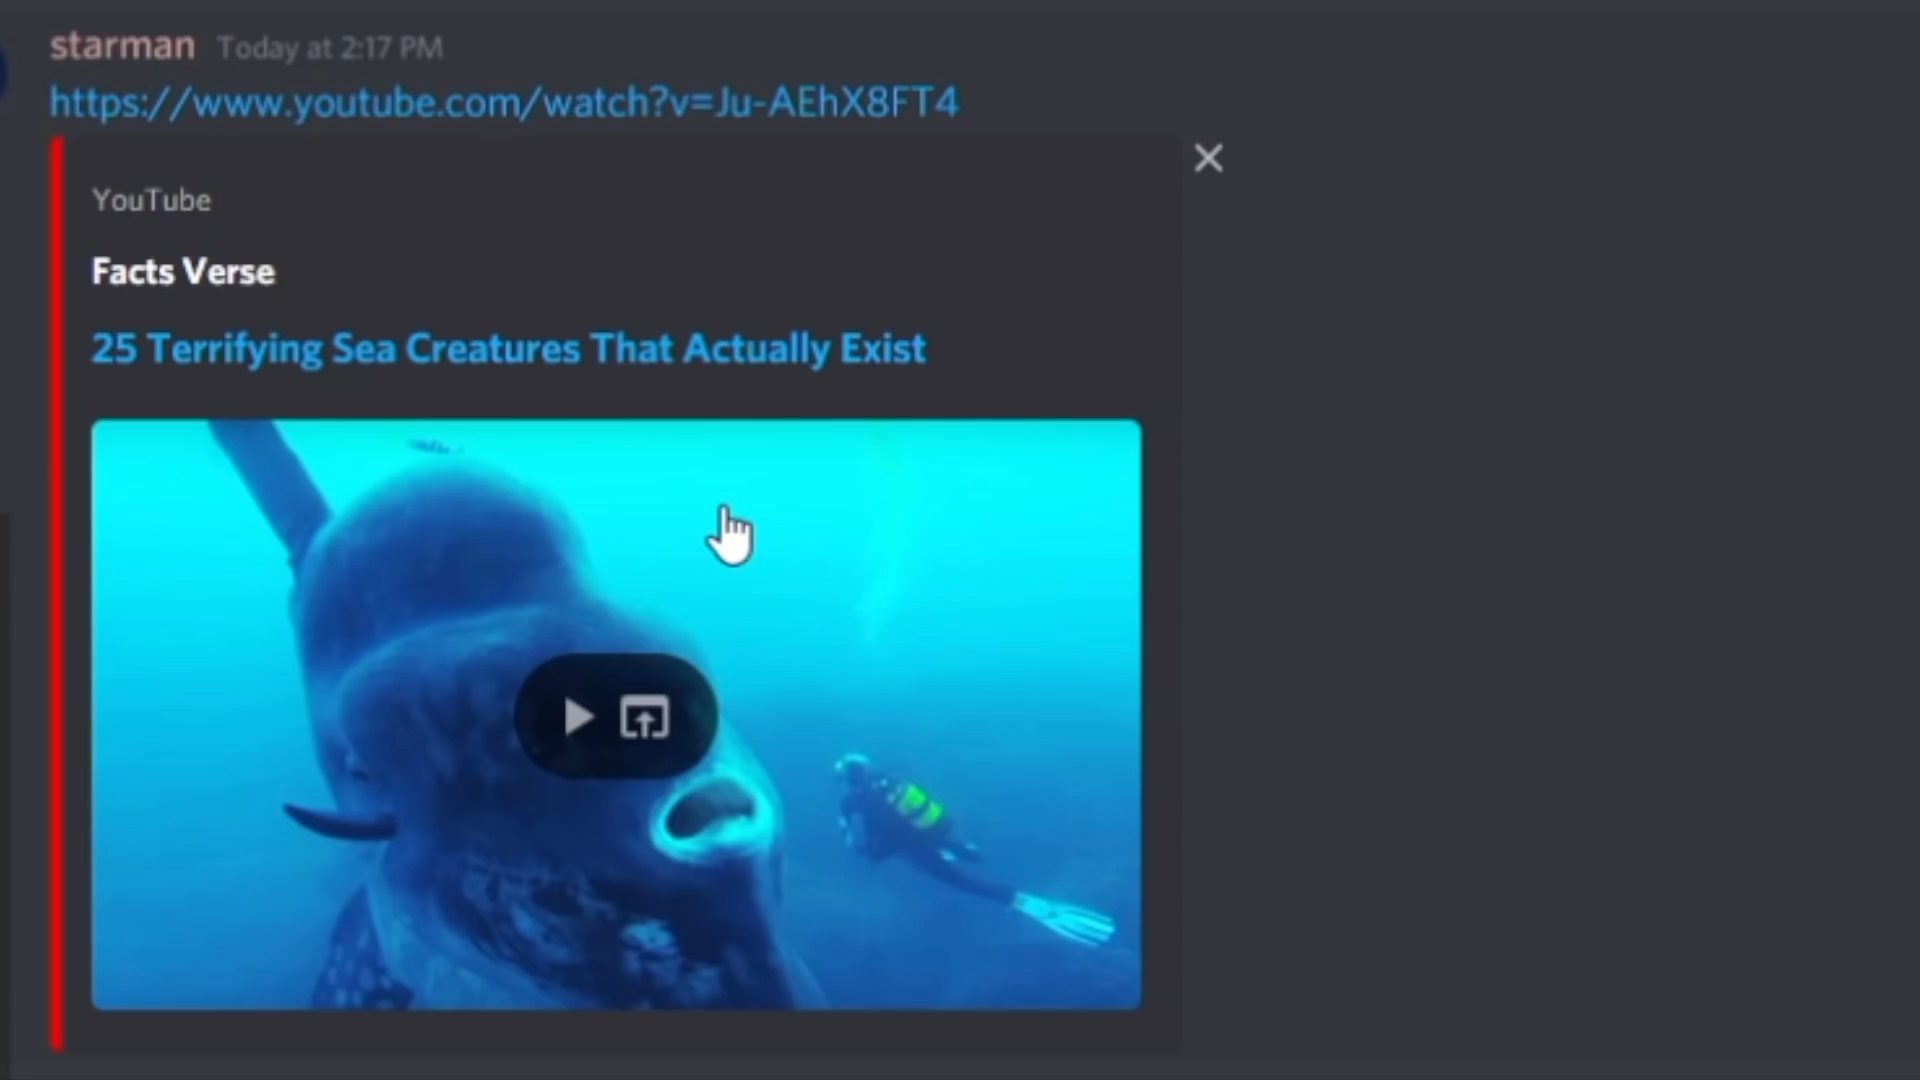 starman Today at 2:17 PM
https://www.youtube.com/watch?v=Ju-AEhX8FT4
YouTube
Facts Verse
25 Terrifying Sea Creatures That Actually Exist